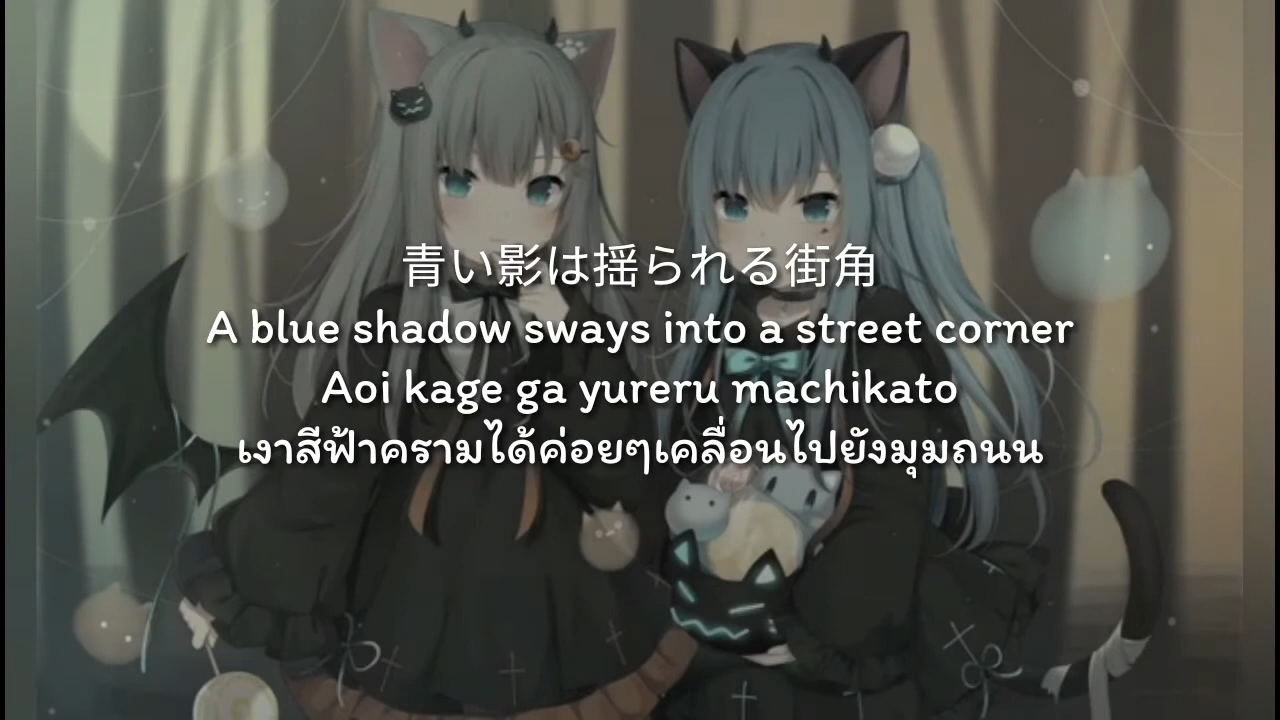 青い影は揺られる街角
A blue shadow sways into a street corner
Aoi kage ga yureru machikato
เงาสีฟ้าครามได้ค่อยๆเคลื่อนไปยังมุมถนน